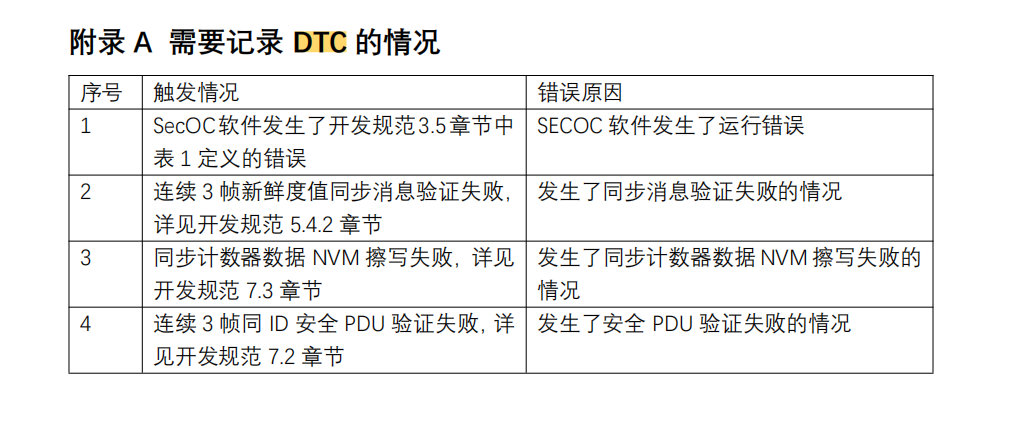 附录 A 需要记录 DTC 的情况
序号 触发情况 错误原因
1 SecOC 软件发生了开发规范 3.5 章节中 SECOC 软件发生了运行错误
表 1 定义的错误
2 连续 3 帧新鲜度值同步消息验证失败, 发生了同步消息验证失败的情况
详见开发规范 5.4.2 章节
3 同步计数器数据 NVM 擦写失败, 详见 发生了同步计数器数据 NVM 擦写失败的
开发规范 7.3 章节 情况
4 连续 3 帧同 ID 安全 PDU 验证失败, 详 发生了安全 PDU 验证失败的情况
见开发规范 7.2 章节